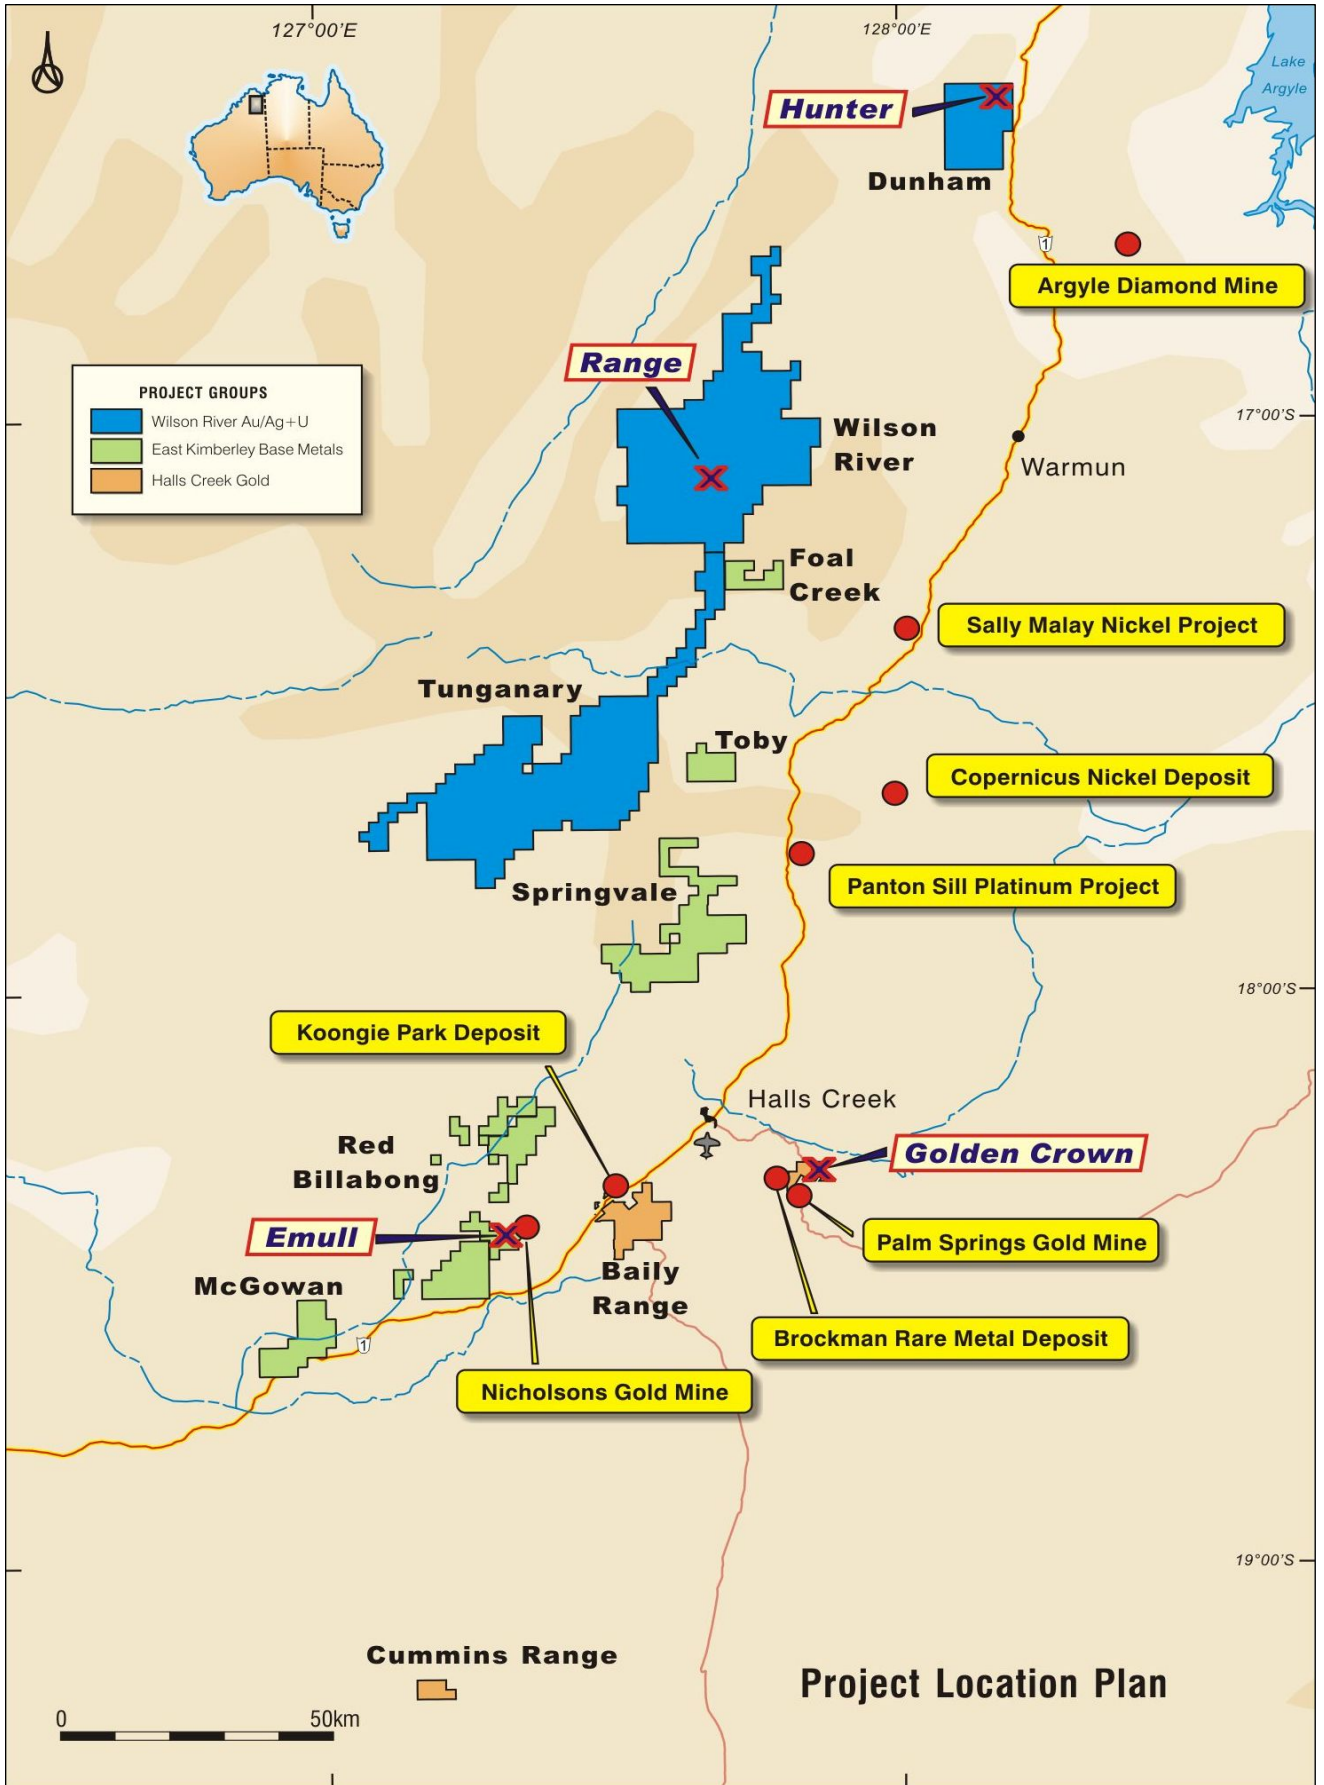 127°00'E
128°00'E
Lake
Argyle
Hunter
Dunham
1
Argyle Diamond Mine
Range
PROJECT GROUPS
Wilson River Au/Ag+U
East Kimberley Base Metals
Halls Creek Gold
17°00'S
Wilson
River
Warmun
Foal
Creek
Sally Malay Nickel Project
Tunganary
Toby
Copernicus Nickel Deposit
Panton Sill Platinum Project
Springvale
18°00'S
Koongie Park Deposit
Halls Creek
Red
Billabong
Golden Crown
Emull
Palm Springs Gold Mine
McGowan
Baily
Range
1
Brockman Rare Metal Deposit
Nicholsons Gold Mine
19°00'S
Cummins Range
Project Location Plan
0 50km